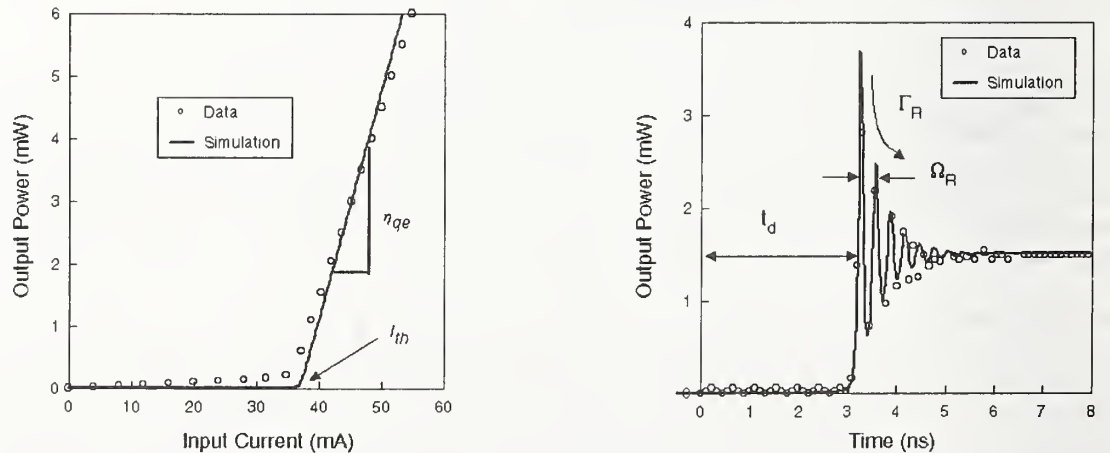 6
5
4
3
2
1
0
Output Power (mW)
Data
Simulation
η_qe
I_th
0 10 20 30 40 50 60
Input Current (mA)
4
3
2
1
Output Power (mW)
Data
Simulation
Γ_R
Ω_R
t_d
0 1 2 3 4 5 6 7 8
Time (ns)